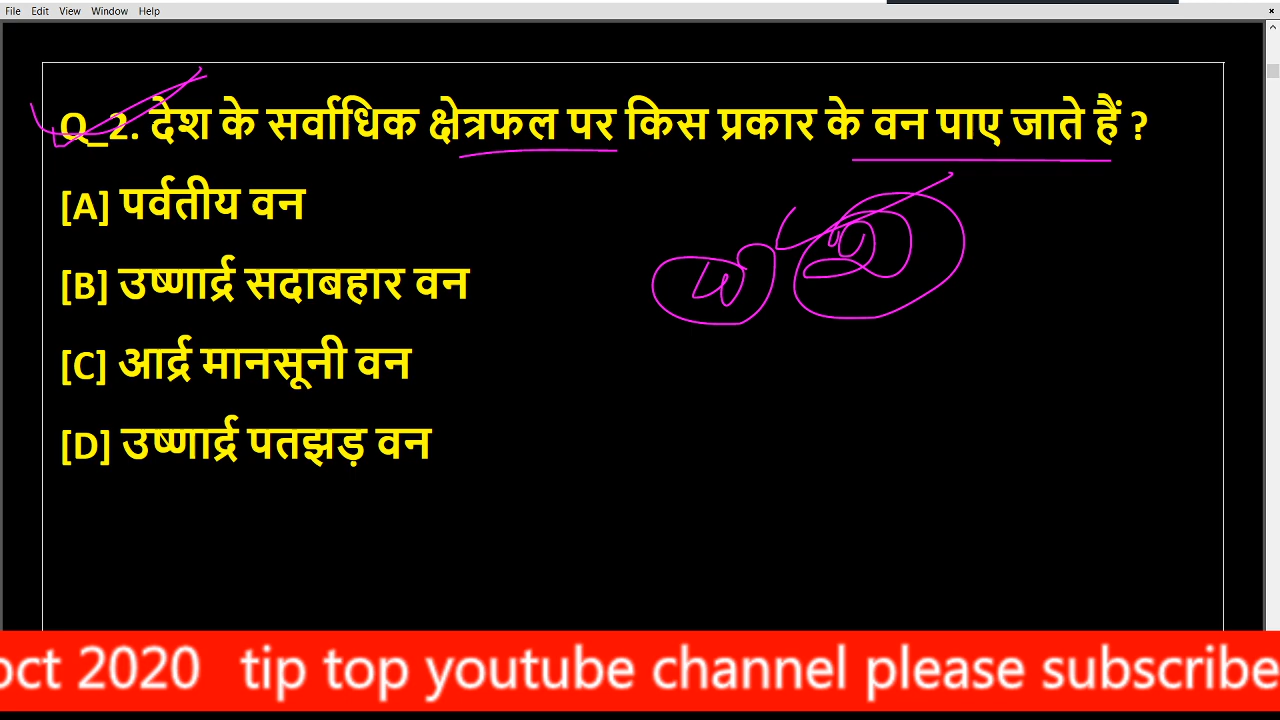 File Edit View Window Help
Q_2. देश के सर्वाधिक क्षेत्रफल पर किस प्रकार के वन पाए जाते हैं ?
[A] पर्वतीय वन
[B] उष्णार्द्र सदाबहार वन
[C] आर्द्र मानसूनी वन
[D] उष्णार्द्र पतझड़ वन
oct 2020 tip top youtube channel please subscribe